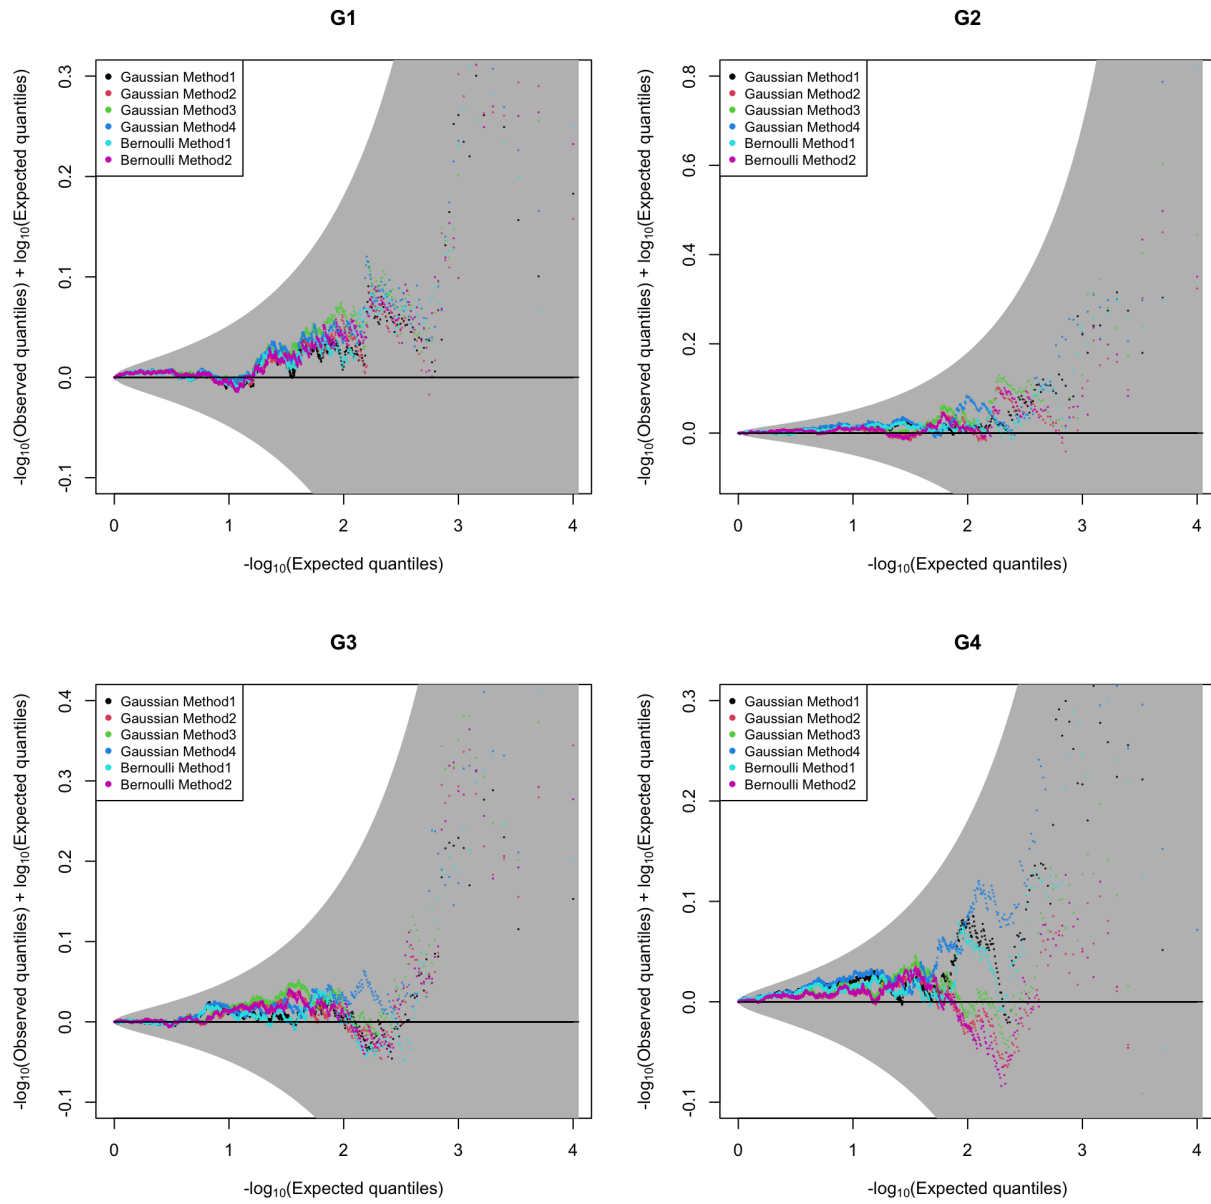 G1
-log10(Observed quantiles) + log10(Expected quantiles)
0.3
0.2
0.1
0.0
-0.1
Gaussian Method1
Gaussian Method2
Gaussian Method3
Gaussian Method4
Bernoulli Method1
Bernoulli Method2
0 1 2 3 4
-log10(Expected quantiles)
G2
-log10(Observed quantiles) + log10(Expected quantiles)
0.8
0.6
0.4
0.2
0.0
Gaussian Method1
Gaussian Method2
Gaussian Method3
Gaussian Method4
Bernoulli Method1
Bernoulli Method2
0 1 2 3 4
-log10(Expected quantiles)
G3
-log10(Observed quantiles) + log10(Expected quantiles)
0.4
0.3
0.2
0.1
0.0
-0.1
Gaussian Method1
Gaussian Method2
Gaussian Method3
Gaussian Method4
Bernoulli Method1
Bernoulli Method2
0 1 2 3 4
-log10(Expected quantiles)
G4
-log10(Observed quantiles) + log10(Expected quantiles)
0.3
0.2
0.1
0.0
-0.1
Gaussian Method1
Gaussian Method2
Gaussian Method3
Gaussian Method4
Bernoulli Method1
Bernoulli Method2
0 1 2 3 4
-log10(Expected quantiles)